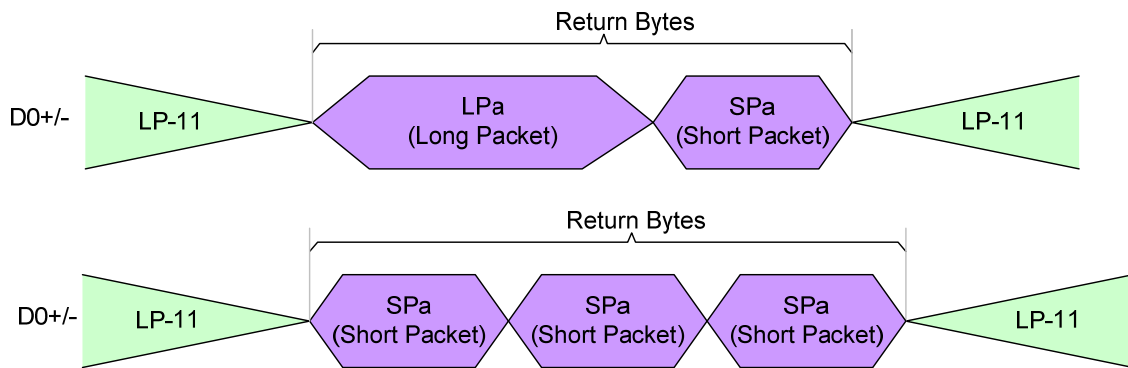 Return Bytes
D0+/-
LP-11
LPa
(Long Packet)
SPa
(Short Packet)
LP-11
Return Bytes
D0+/-
LP-11
SPa
(Short Packet)
SPa
(Short Packet)
SPa
(Short Packet)
LP-11